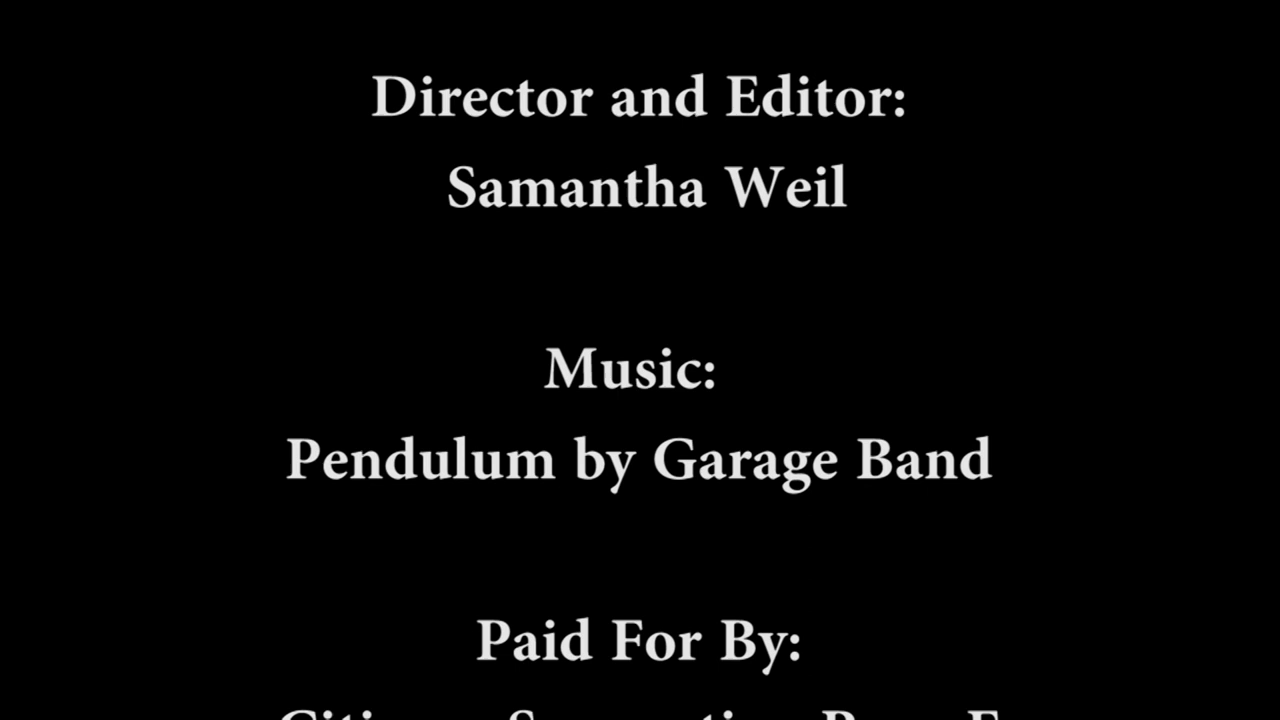 Director and Editor:
Samantha Weil
Music:
Pendulum by Garage Band
Paid For By: